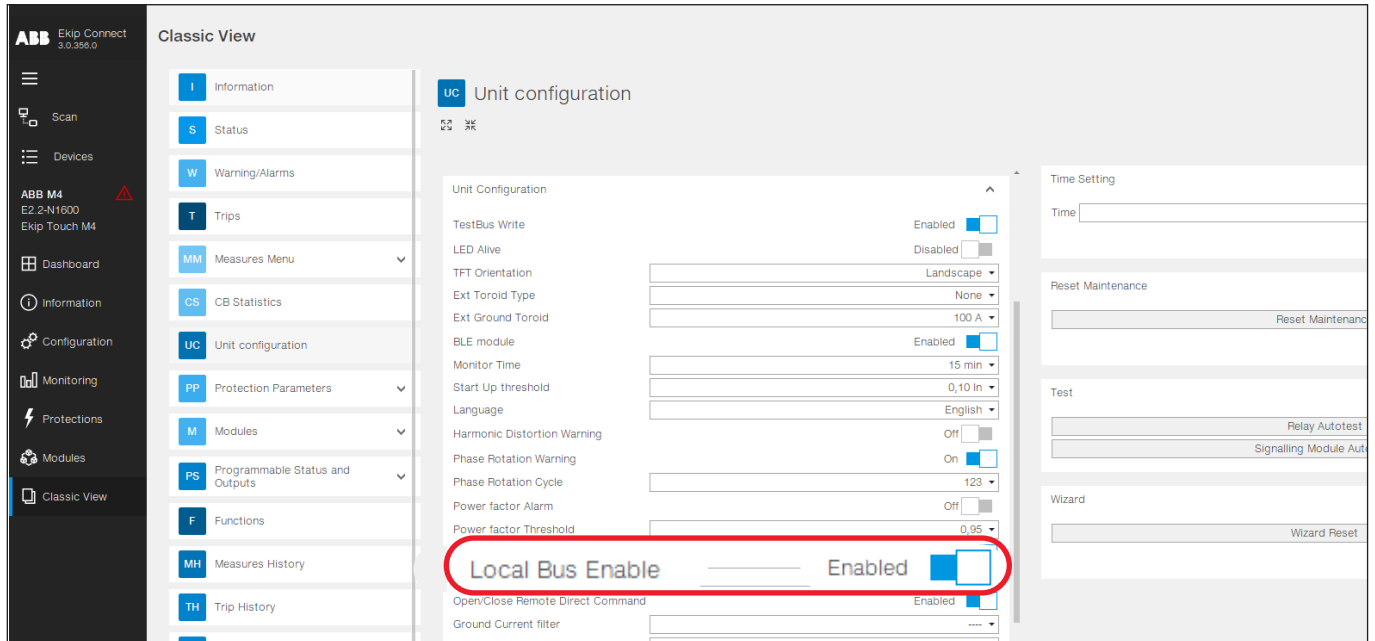 ABB Ekip Connect
3.0.356.0
Scan
Devices
ABB M4
E2.2-N1600
Ekip Touch M4
Dashboard
Information
Configuration
Monitoring
Protections
Modules
Classic View
Classic View
I Information
S Status
W Warning/Alarms
T Trips
MM Measures Menu
CS CB Statistics
UC Unit configuration
PP Protection Parameters
M Modules
PS Programmable Status and
Outputs
F Functions
MH Measures History
TH Trip History
UC Unit configuration
Unit Configuration
TestBus Write Enabled
LED Alive Disabled
TFT Orientation Landscape
Ext Toroid Type None
Ext Ground Toroid 100 A
BLE module Enabled
Monitor Time 15 min
Start Up threshold 0,10 In
Language English
Harmonic Distortion Warning Off
Phase Rotation Warning On
Phase Rotation Cycle 123
Power factor Alarm Off
Power factor Threshold 0,95
Local Bus Enable Enabled
Open/Close Remote Direct Command Enabled
Ground Current filter ----
Time Setting
Time
Reset Maintenance
Reset Maintenanc
Test
Relay Autotest
Signalling Module Aut
Wizard
Wizard Reset